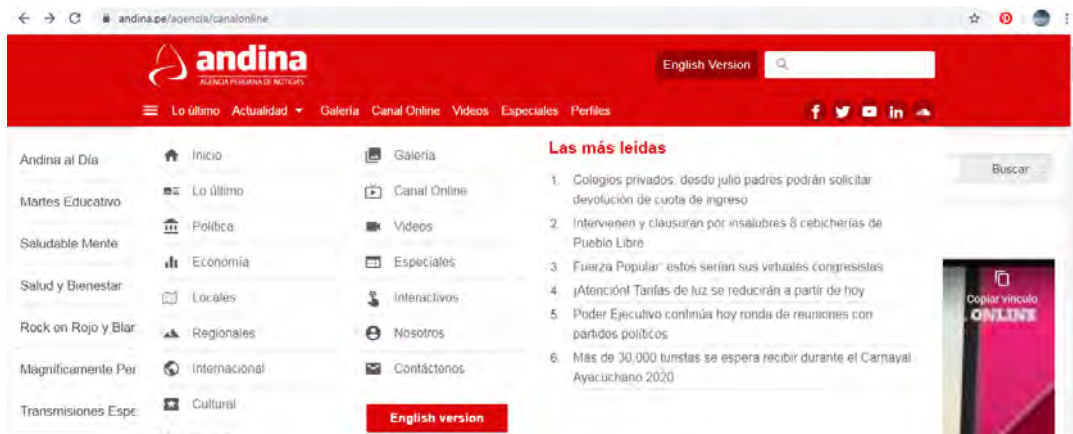 andina.pe/agencia/canalonline
andina
AGENCIA PERUANA DE NOTICIAS
English Version
Lo último Actualidad Galería Canal Online Videos Especiales Perfiles
Andina al Día
Martes Educativo
Saludable Mente
Salud y Bienestar
Rock en Rojo y Blan
Magníficamente Per
Transmisiones Espe
Inicio
Lo último
Política
Economía
Locales
Regionales
Internacional
Cultural
Galería
Canal Online
Videos
Especiales
Interactivos
Nosotros
Contáctenos
English version
Las más leídas
1. Colegios privados: desde julio padres podrán solicitar
devolución de cuota de ingreso
2. Intervienen y clausuran por insalubres 8 cebicherías de
Pueblo Libre
3. Fuerza Popular: estos serían sus virtuales congresistas
4. ¡Atención! Tarifas de luz se reducirán a partir de hoy
5. Poder Ejecutivo continúa hoy ronda de reuniones con
partidos políticos
6. Más de 30,000 turistas se espera recibir durante el Carnaval
Ayacuchano 2020
Buscar ...
Copiar vínculo
ONLINE